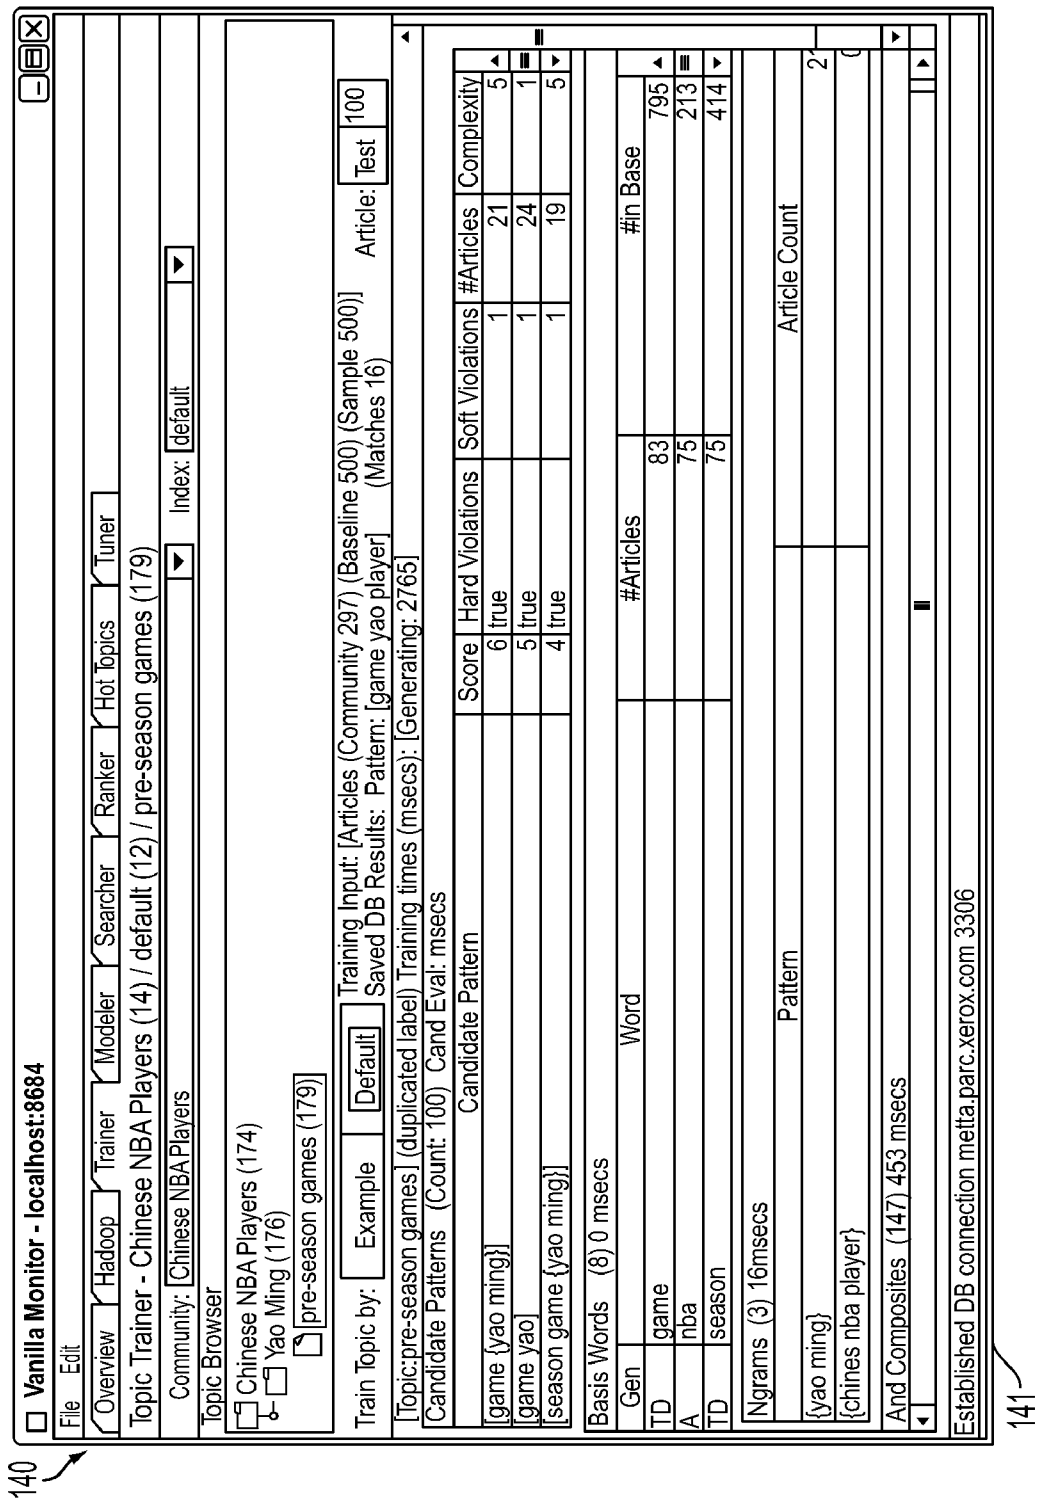 140
Vanilla Monitor - localhost:8684
File Edit
Overview Hadoop Trainer Modeler Searcher Ranker Hot Topics Tuner
Topic Trainer - Chinese NBA Players (14) / default (12) / pre-season games (179)
Community: Chinese NBA Players Index: default
Topic Browser
Chinese NBA Players (174)
Yao Ming (176)
pre-season games (179)
Train Topic by: Example Default Training Input: [Articles (Community 297) (Baseline 500) (Sample 500)] Article: Test 100
Saved DB Results: Pattern: [game yao player] (Matches 16)
[Topic:pre-season games] (duplicated label) Training times (msecs): [Generating: 2765]
Candidate Patterns (Count: 100) Cand Eval: msecs
Candidate Pattern Score Hard Violations Soft Violations #Articles Complexity
[game {yao ming}] 6 true 1 21 5
[game yao] 5 true 1 24 1
[season game {yao ming}] 4 true 1 19 5
Basis Words (8) 0 msecs
Gen Word #Articles #in Base
TD game 83 795
A nba 75 213
TD season 75 414
Ngrams (3) 16msecs
Pattern Article Count
{yao ming} 21
{chines nba player}
And Composites (147) 453 msecs
Established DB connection metta.parc.xerox.com 3306
141